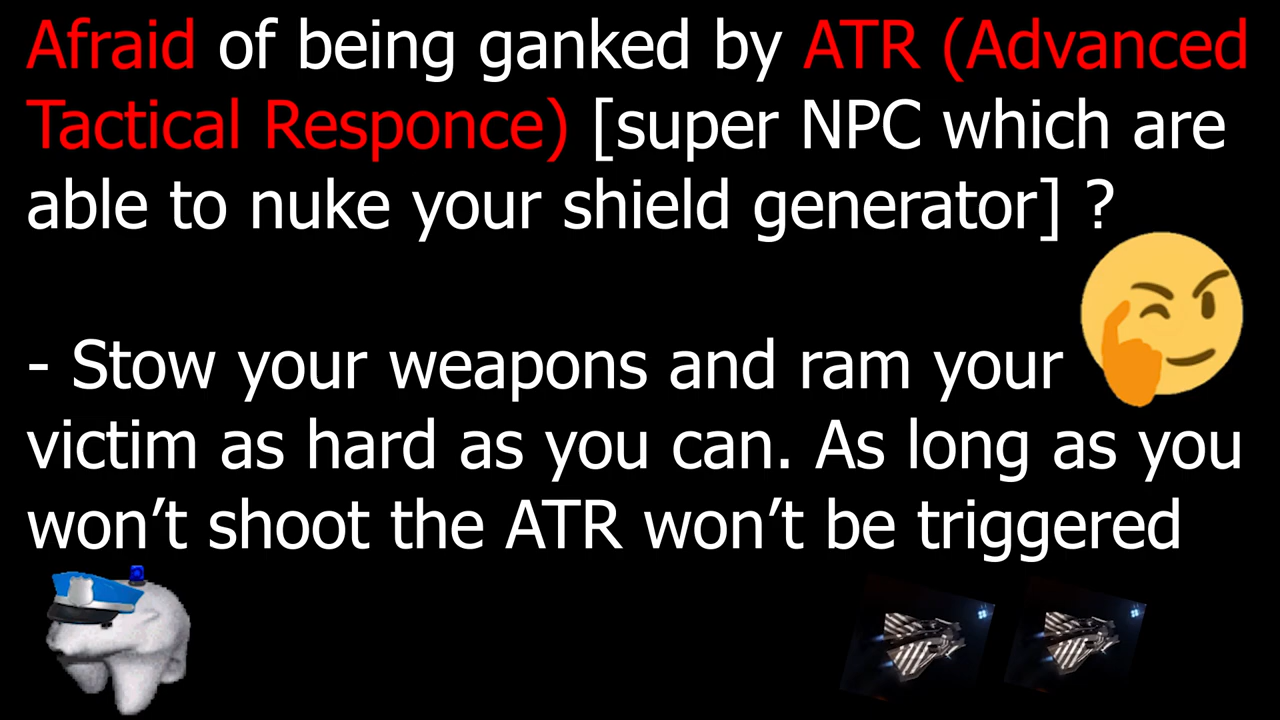 Afraid of being ganked by ATR (Advanced
Tactical Responce) [super NPC which are
able to nuke your shield generator] ?
- Stow your weapons and ram your
victim as hard as you can. As long as you
won’t shoot the ATR won’t be triggered